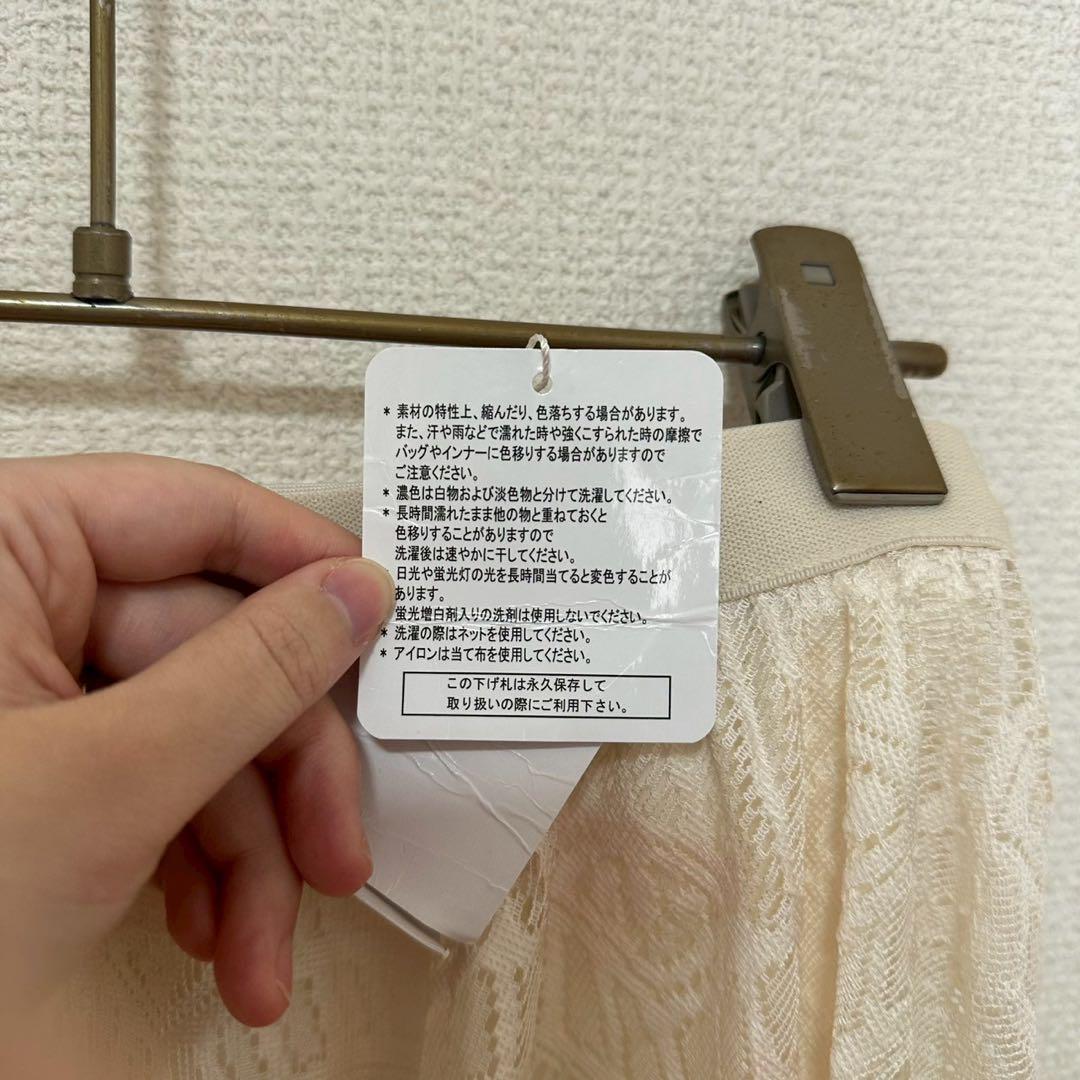 * 素材の特性上、縮んだり、色落ちする場合があります。
また、汗や雨などで濡れた時や強くこすられた時の摩擦で
バッグやインナーに色移りする場合がありますので
ご注意ください。
* 濃色は白物および淡色物と分けて洗濯してください。
* 長時間濡れたまま他の物と重ねておくと
色移りすることがありますので
洗濯後は速やかに干してください。
* 日光や蛍光灯の光を長時間当てると変色することが
あります。
蛍光増白剤入りの洗剤は使用しないでください。
* 洗濯の際はネットを使用してください。
* アイロンは当て布を使用してください。
この下げ札は永久保存して
取り扱いの際にご利用下さい。